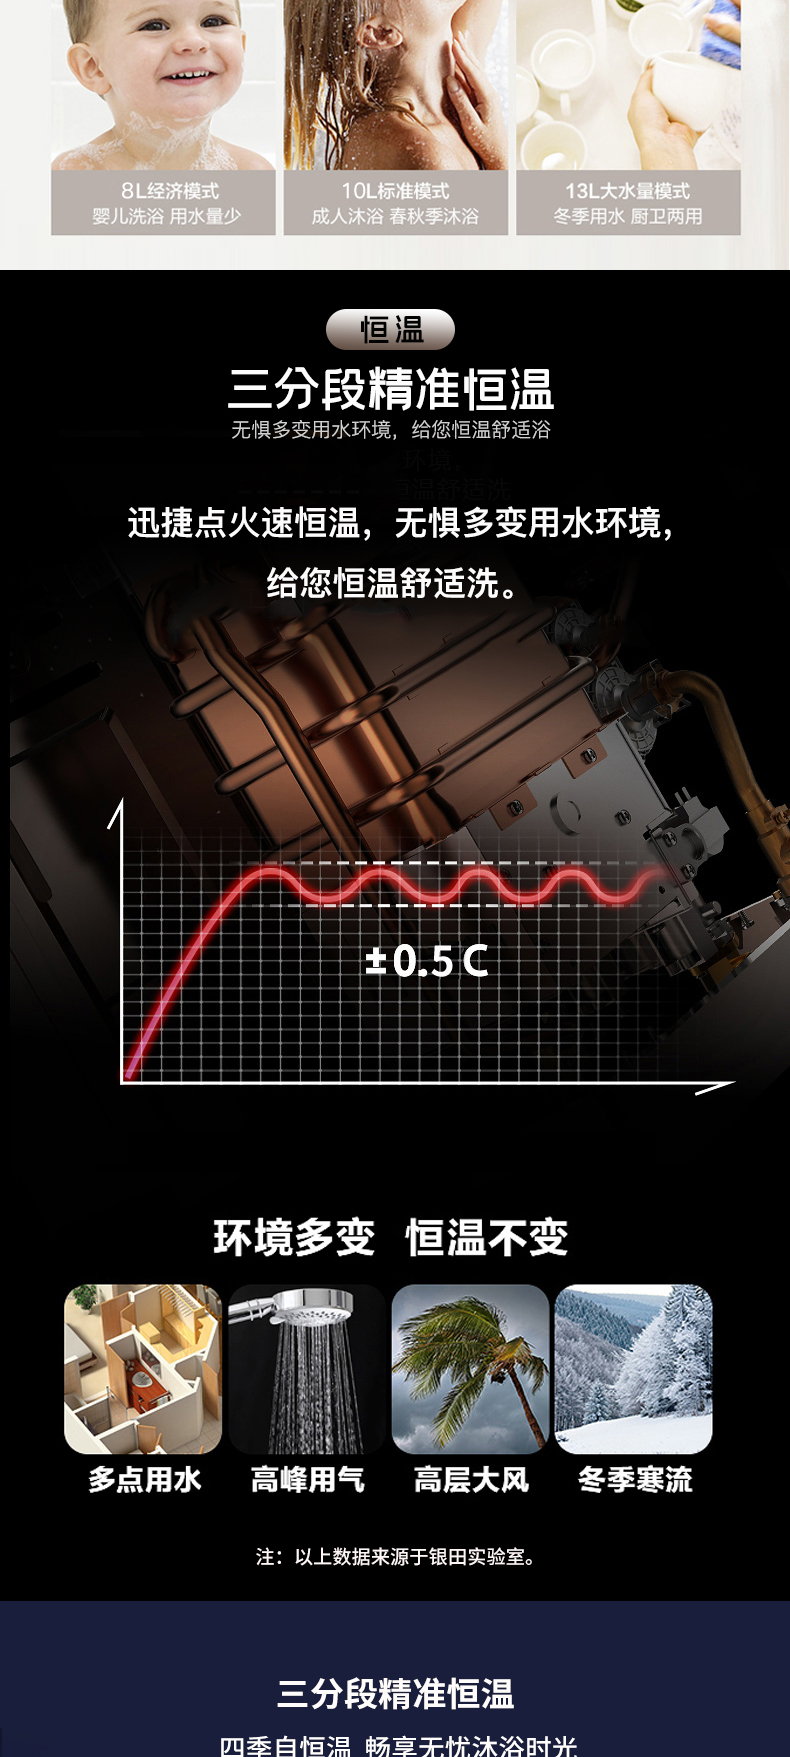 8L经济模式
婴儿洗浴 用水量少
10L标准模式
成人沐浴 春秋季沐浴
13L大水量模式
冬季用水 厨卫两用
恒温
三分段精准恒温
无惧多变用水环境，给您恒温舒适浴
环境，
恒温舒适洗
迅捷点火速恒温，无惧多变用水环境，
给您恒温舒适洗。
±0.5C
环境多变 恒温不变
多点用水
高峰用气
高层大风
冬季寒流
注：以上数据来源于银田实验室。
三分段精准恒温
四季自恒温 畅享无忧沐浴时光